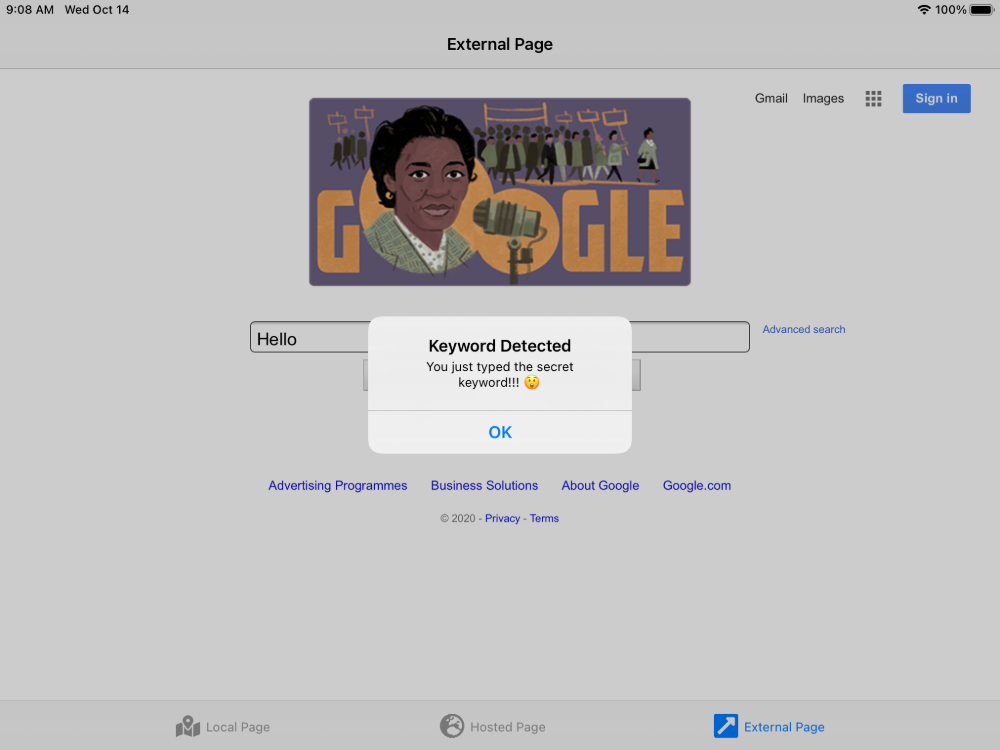 9:08 AM Wed Oct 14
100%
External Page
Gmail Images
Sign in
GOOGLE
Hello
Advanced search
Keyword Detected
You just typed the secret
keyword!!! 😲
OK
Advertising Programmes Business Solutions About Google Google.com
© 2020 - Privacy - Terms
Local Page Hosted Page External Page